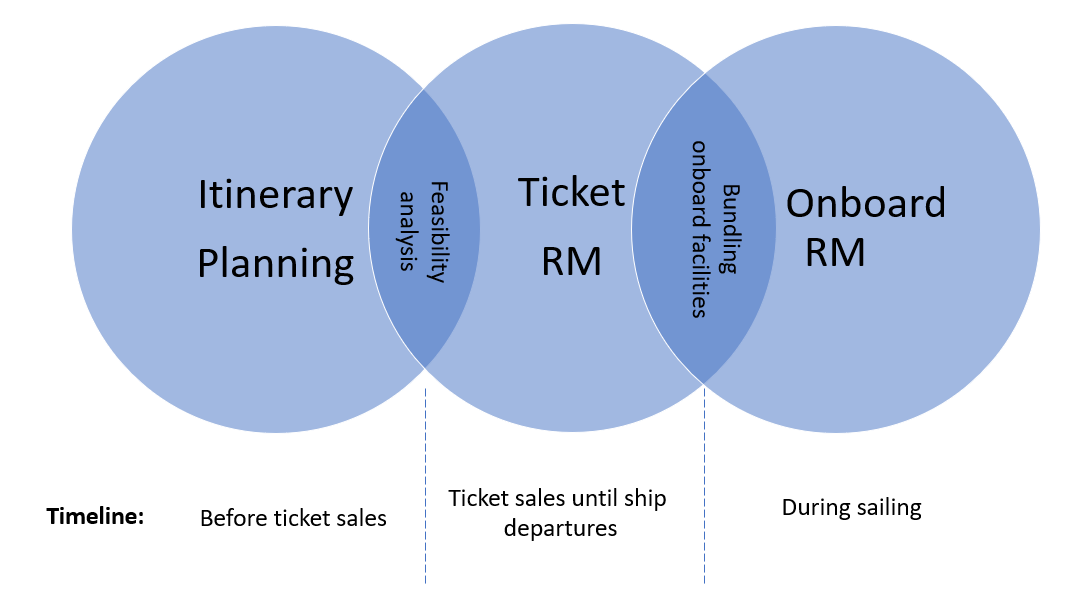 Itinerary
Planning
Feasibility
analysis
Ticket
RM
Bundling
onboard facilities
Onboard
RM
Timeline:
Before ticket sales
Ticket sales until ship
departures
During sailing